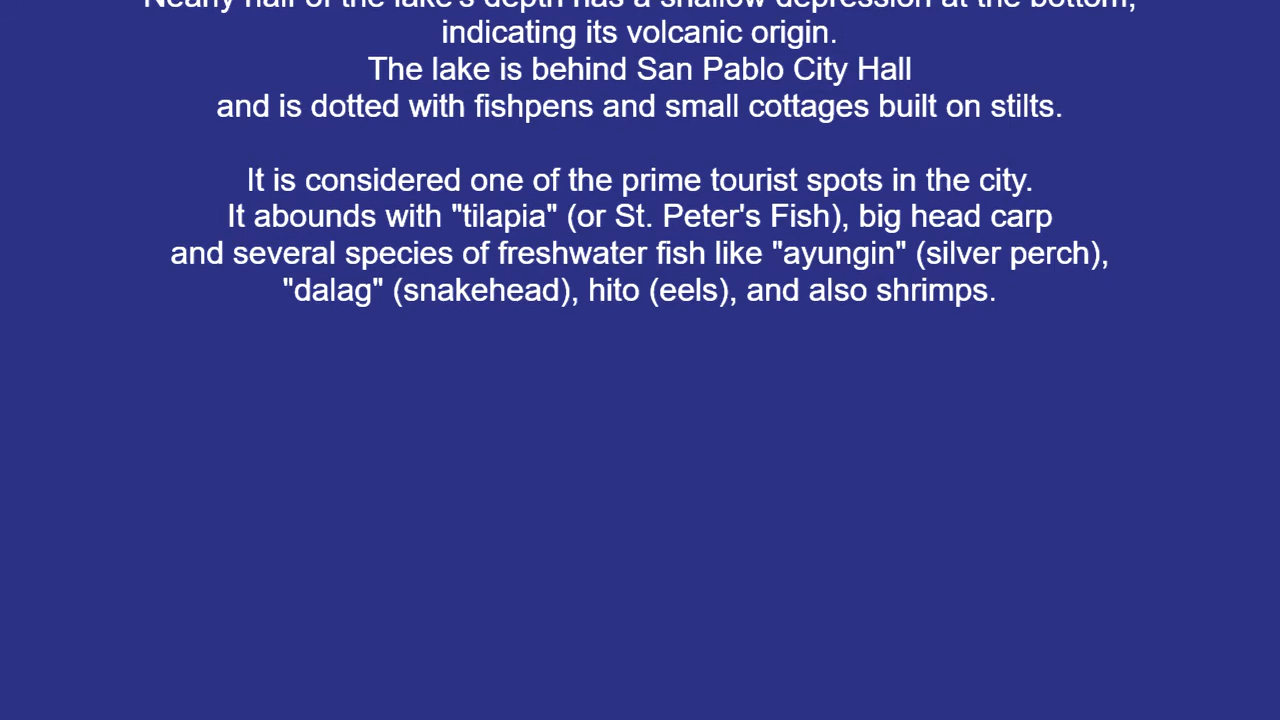 Nearly half of the lake's depth has a shallow depression at the bottom,
indicating its volcanic origin.
The lake is behind San Pablo City Hall
and is dotted with fishpens and small cottages built on stilts.
It is considered one of the prime tourist spots in the city.
It abounds with "tilapia" (or St. Peter's Fish), big head carp
and several species of freshwater fish like "ayungin" (silver perch),
"dalag" (snakehead), hito (eels), and also shrimps.